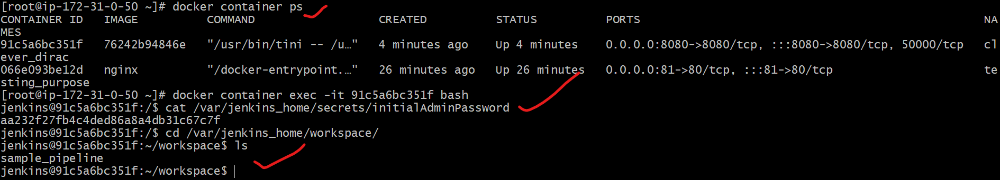 [root@ip-172-31-0-50 ~]# docker container ps
CONTAINER ID   IMAGE          COMMAND                  CREATED          STATUS          PORTS                                                  NA
MES
91c5a6bc351f   76242b94846e   "/usr/bin/tini -- /u…"   4 minutes ago    Up 4 minutes    0.0.0.0:8080->8080/tcp, :::8080->8080/tcp, 50000/tcp   cl
ever_dirac
066e093be12d   nginx          "/docker-entrypoint.…"   26 minutes ago   Up 26 minutes   0.0.0.0:81->80/tcp, :::81->80/tcp                      te
sting_purpose
[root@ip-172-31-0-50 ~]# docker container exec -it 91c5a6bc351f bash
jenkins@91c5a6bc351f:/$ cat /var/jenkins_home/secrets/initialAdminPassword
aa232f27fb4c4ded86a8a4db31c67c7f
jenkins@91c5a6bc351f:/$ cd /var/jenkins_home/workspace/
jenkins@91c5a6bc351f:~/workspace$ ls
sample_pipeline
jenkins@91c5a6bc351f:~/workspace$